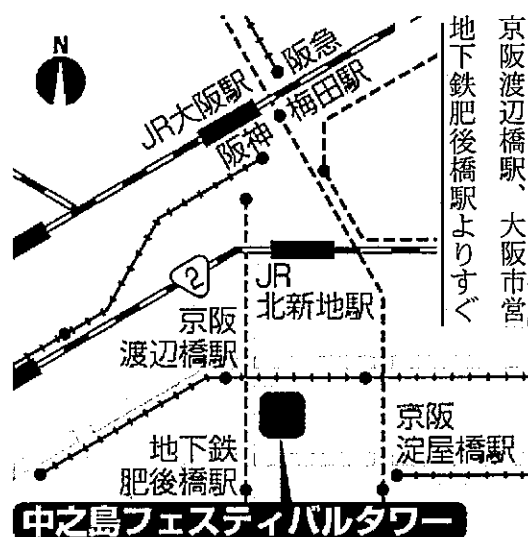 京阪渡辺橋駅、大阪市営
地下鉄肥後橋駅よりすぐ
N
阪急
梅田駅
JR大阪駅
阪神
2
JR
北新地駅
京阪
渡辺橋駅
地下鉄
肥後橋駅
京阪
淀屋橋駅
中之島フェスティバルタワー